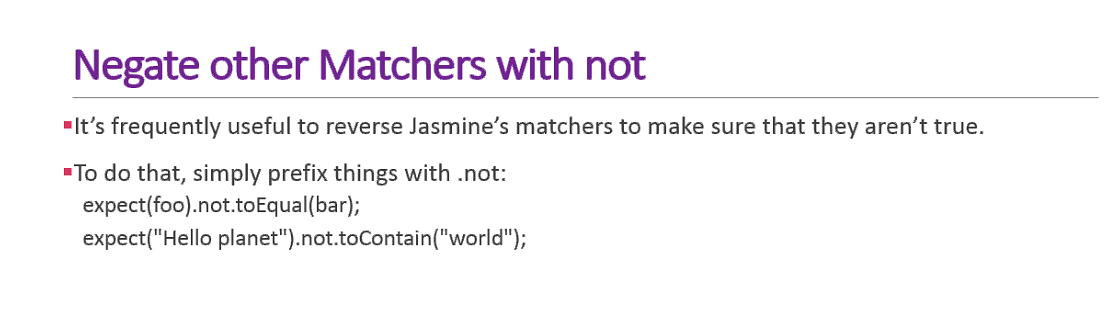 Negate other Matchers with not
▪It’s frequently useful to reverse Jasmine’s matchers to make sure that they aren’t true.
▪To do that, simply prefix things with .not:
expect(foo).not.toEqual(bar);
expect("Hello planet").not.toContain("world");